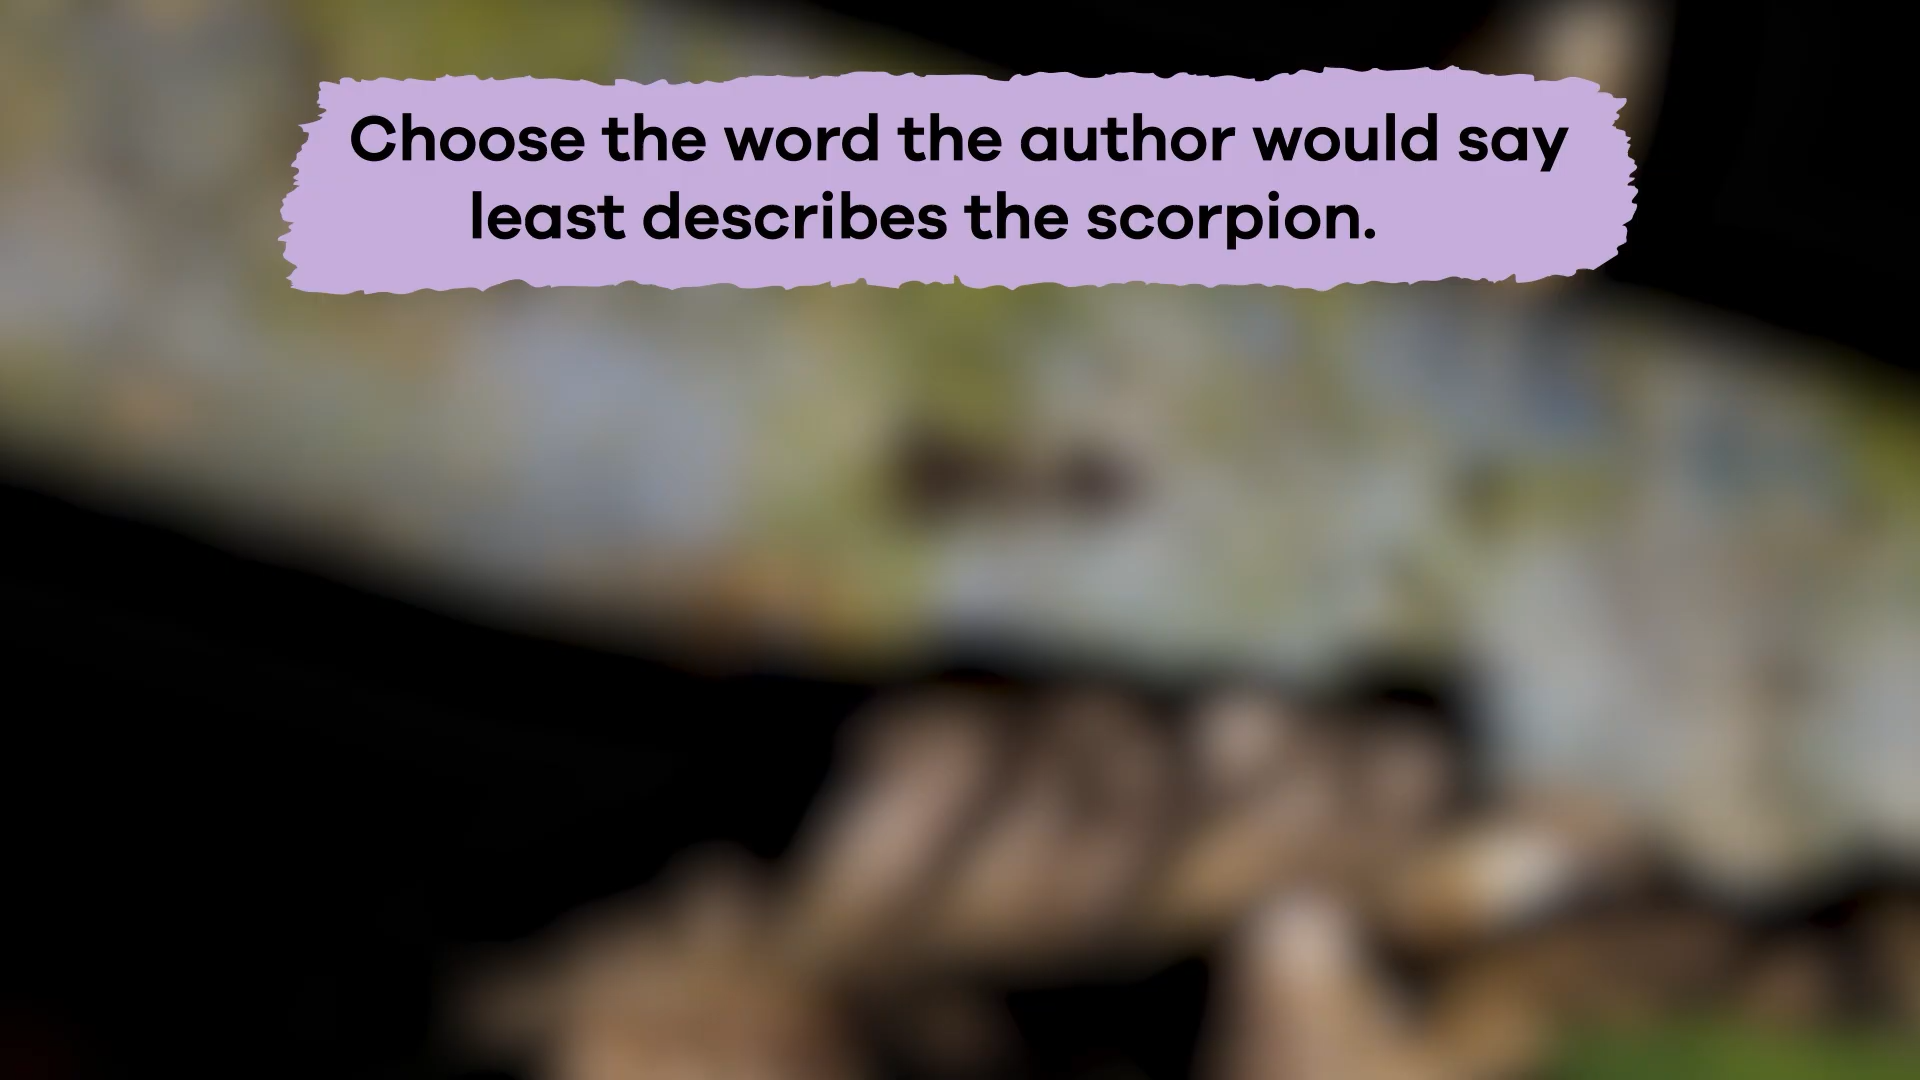 Choose the word the author would say
least describes the scorpion.